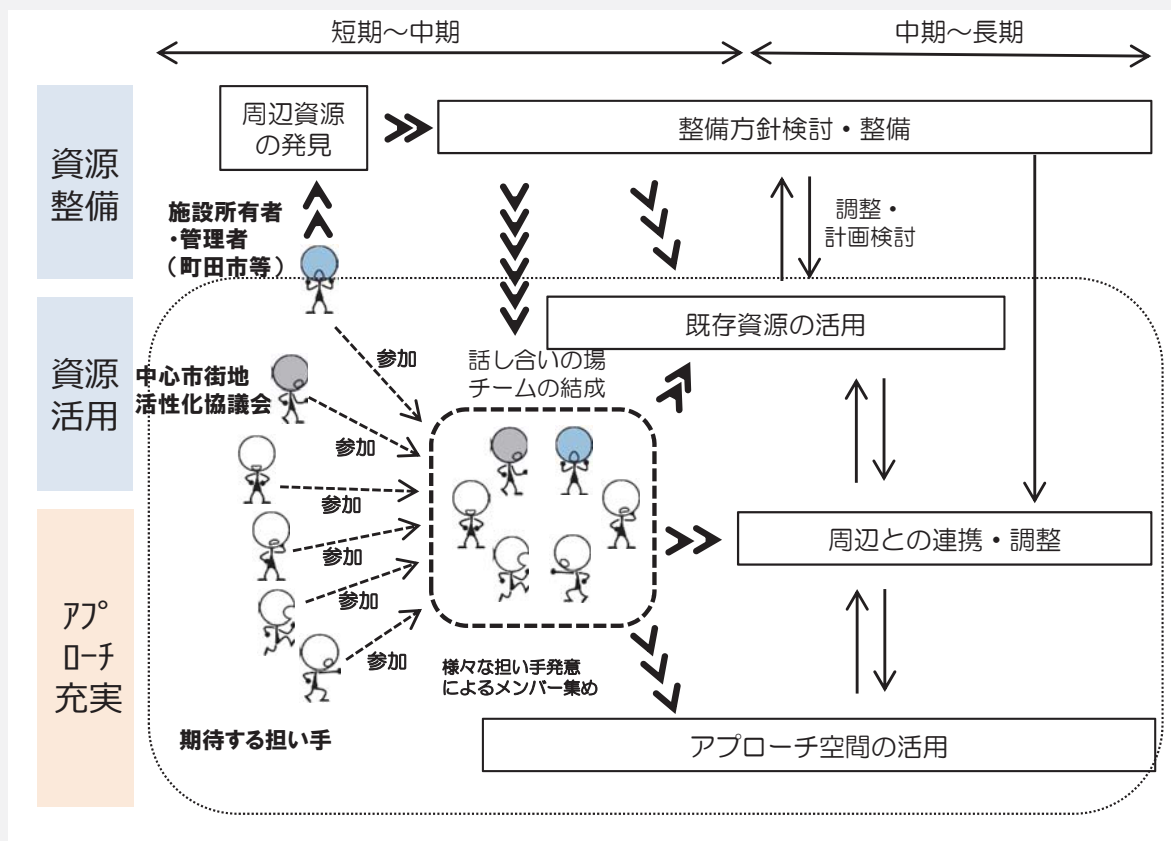 短期～中期
中期～長期
資源
整備
周辺資源
の発見
整備方針検討・整備
施設所有者
・管理者
（町田市等）
調整・
計画検討
資源
活用
既存資源の活用
中心市街地
活性化協議会
参加
参加
参加
参加
参加
参加
話し合いの場
チームの結成
周辺との連携・調整
ｱﾌﾟ
ﾛｰﾁ
充実
様々な担い手発意
によるメンバー集め
期待する担い手
アプローチ空間の活用